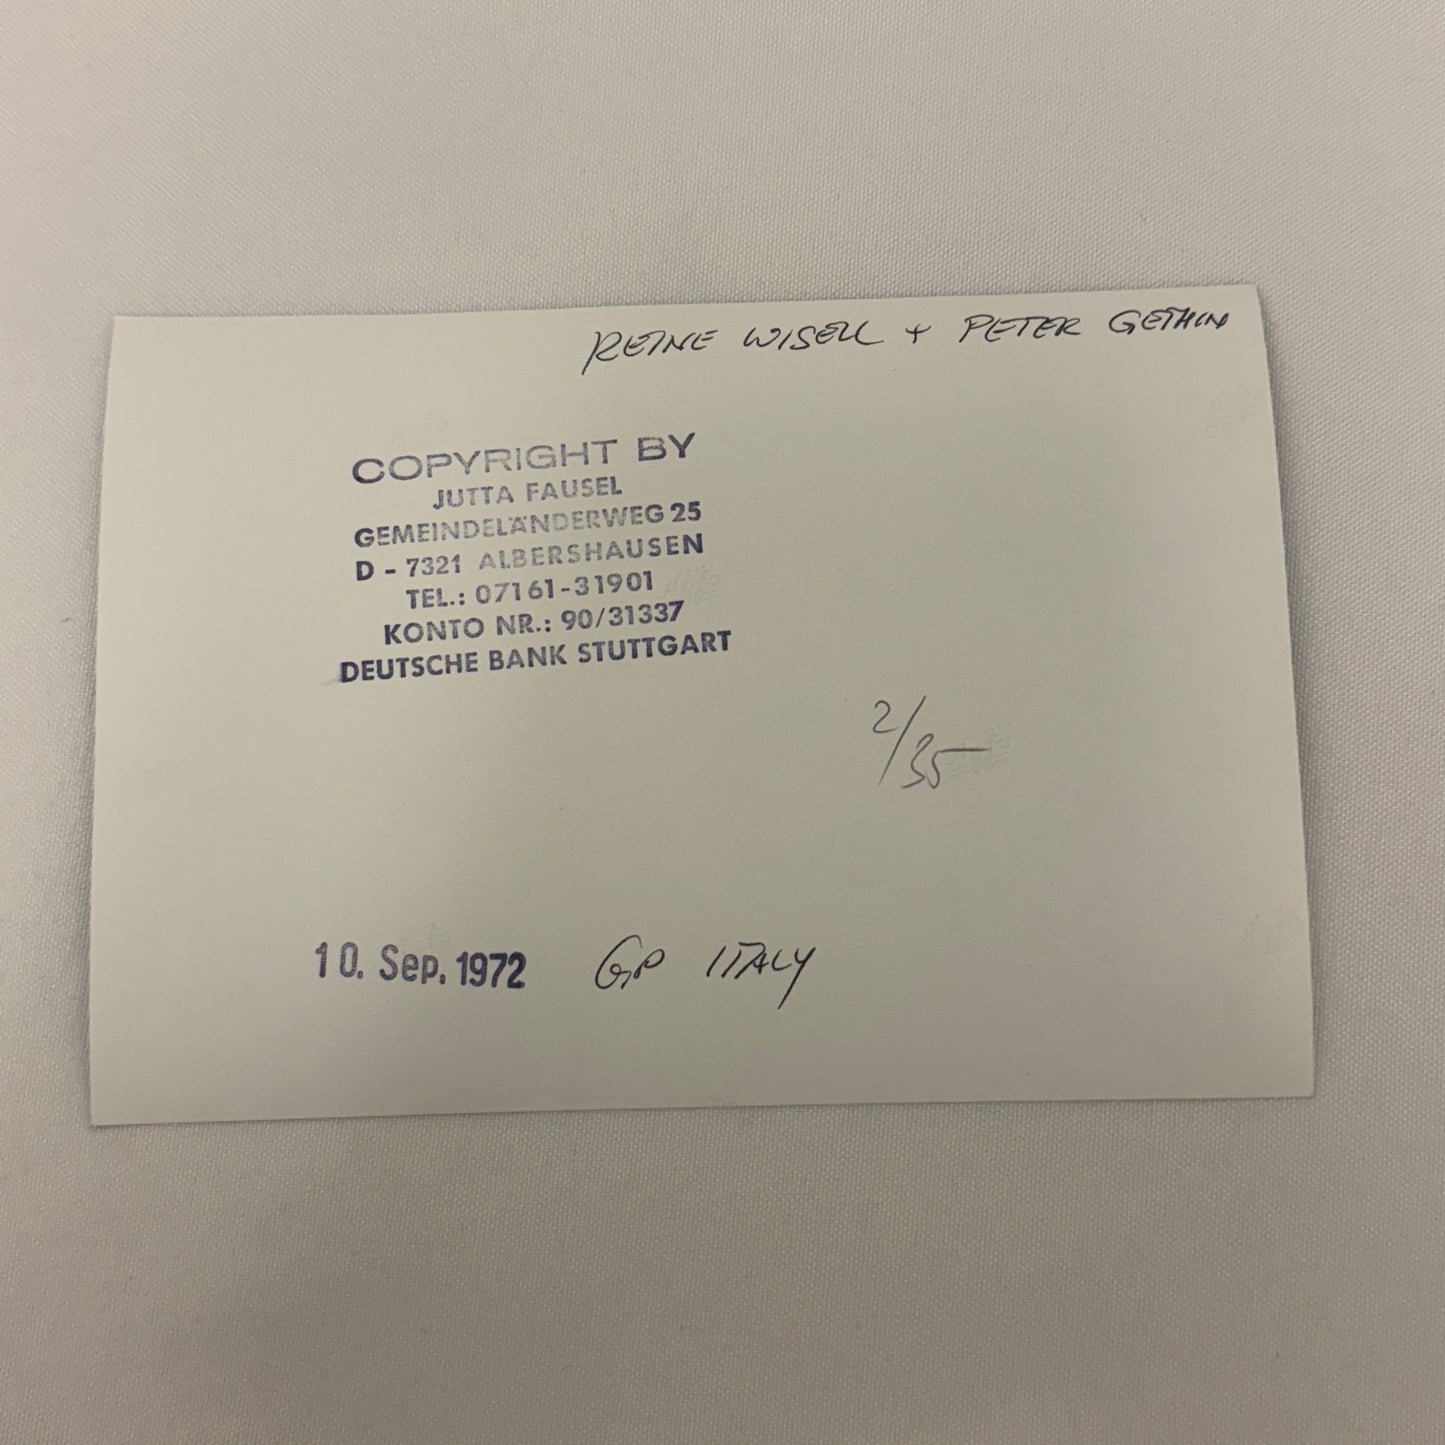 REINE WISELL + PETER GETHIN
COPYRIGHT BY
JUTTA FAUSEL
GEMEINDELÄNDERWEG 25
D - 7321 ALBERSHAUSEN
TEL.: 07161-31901
KONTO NR.: 90/31337
DEUTSCHE BANK STUTTGART
2/35
10. Sep. 1972 GP ITALY